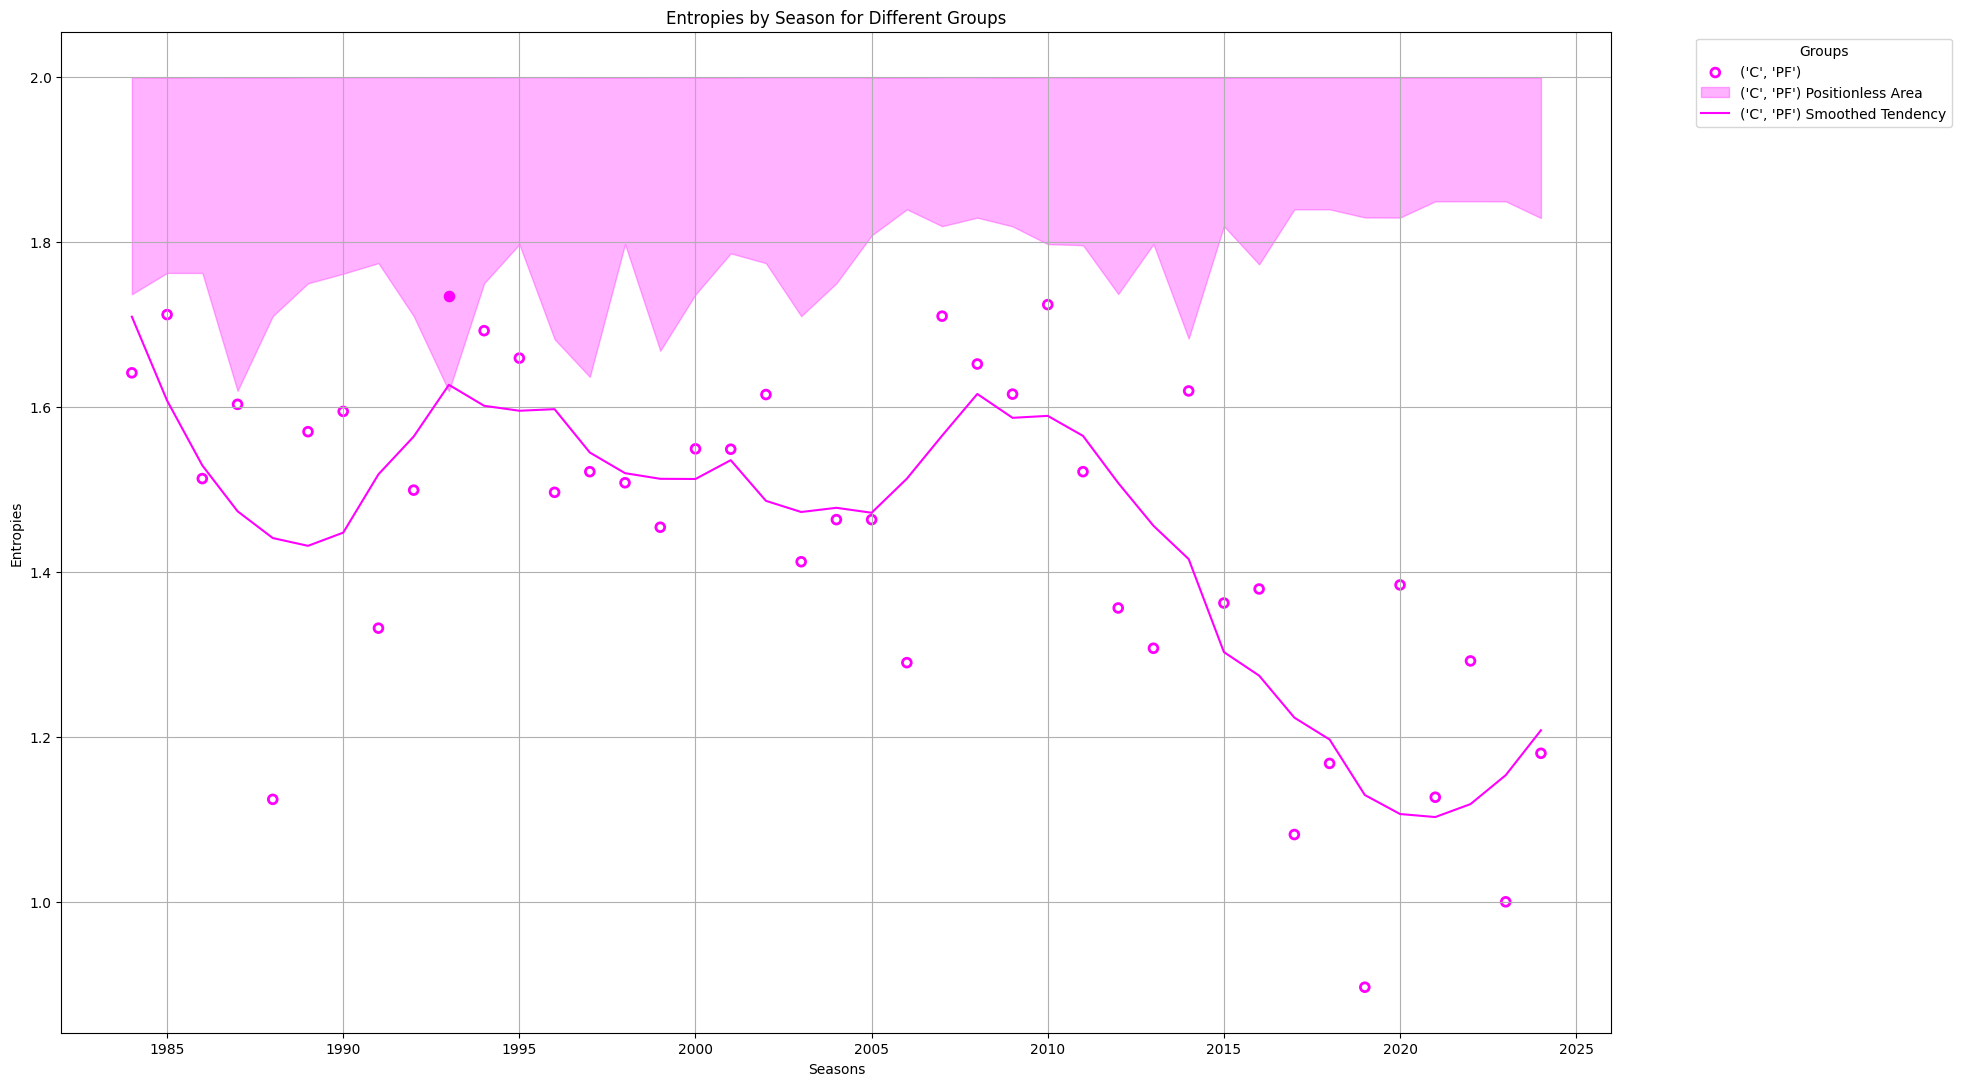 Entropies by Season for Different Groups
Groups
('C', 'PF')
('C', 'PF') Positionless Area
('C', 'PF') Smoothed Tendency
Entropies
2.0
1.8
1.6
1.4
1.2
1.0
1985 1990 1995 2000 2005 2010 2015 2020 2025
Seasons